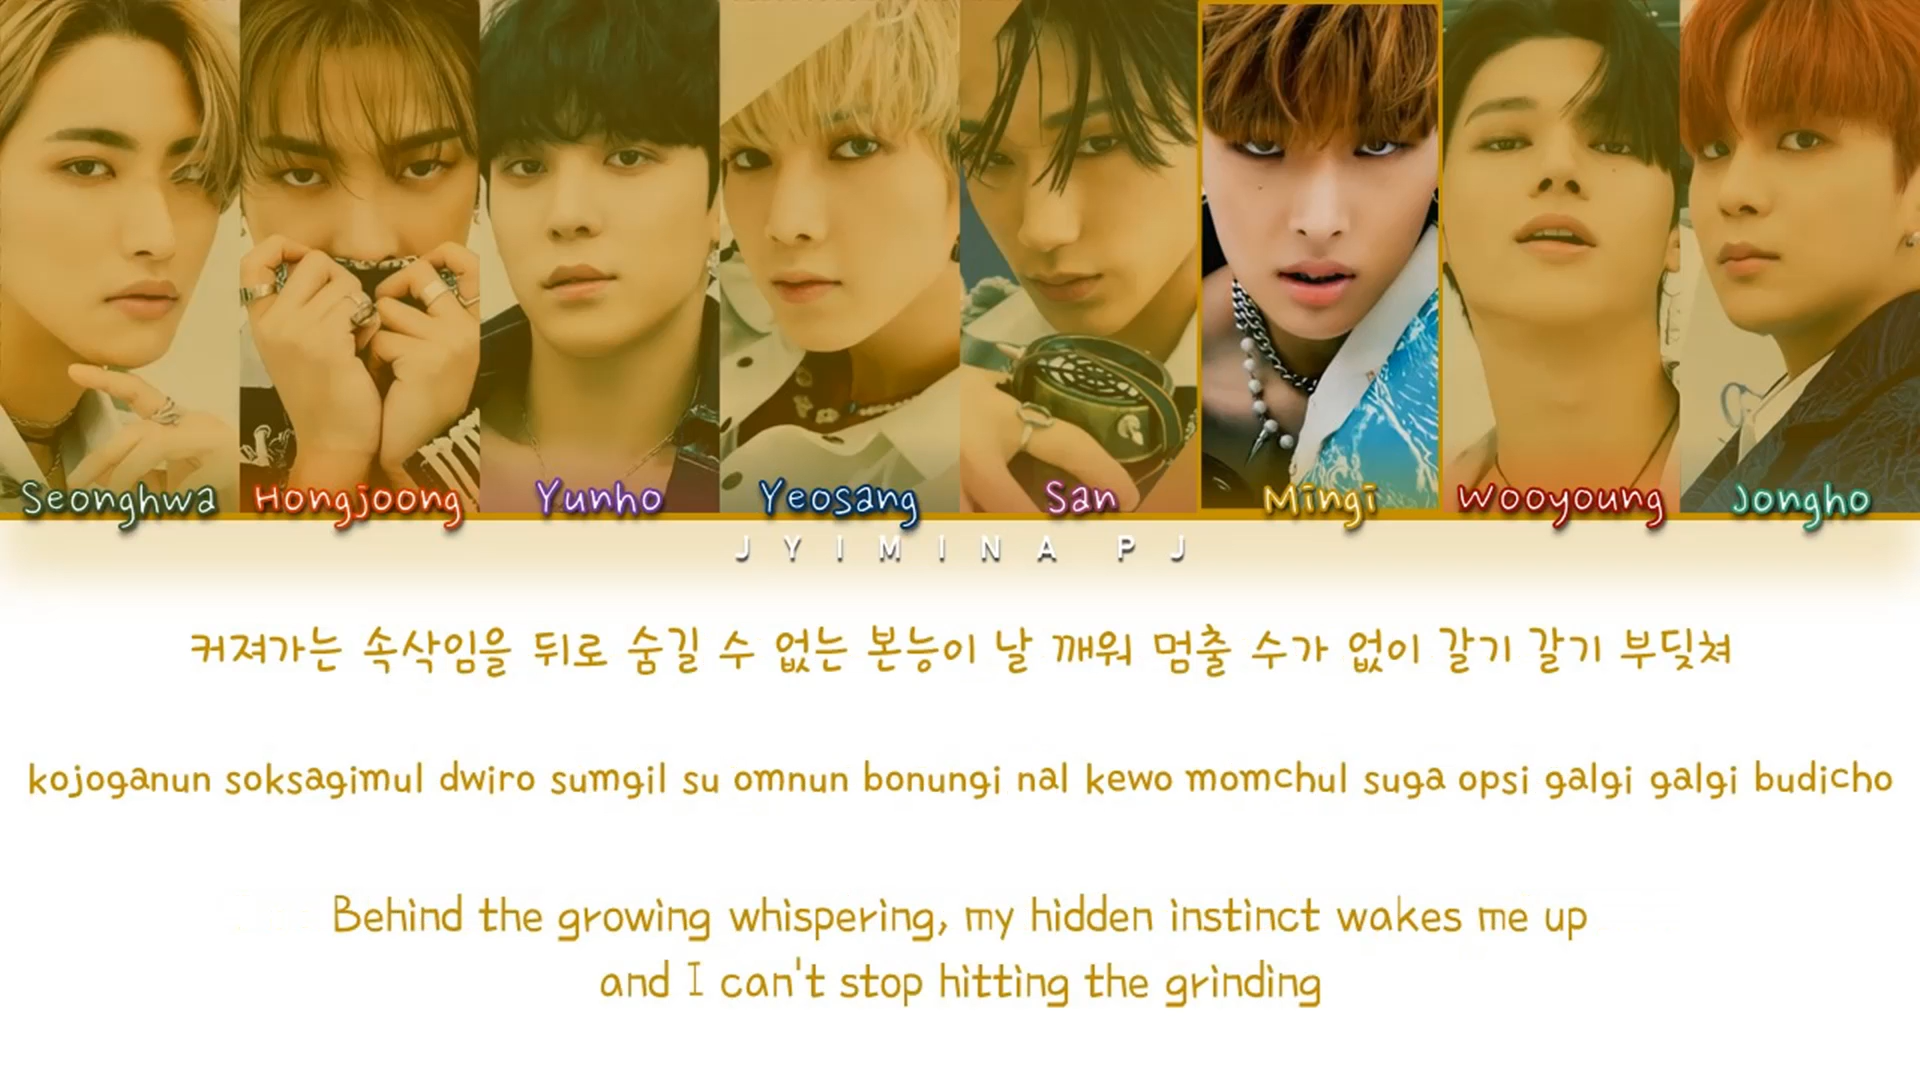 Seonghwa Hongjoong Yunho Yeosang San Mingi Wooyoung Jongho
JYIMINA PJ
커져가는 속삭임을 뒤로 숨길 수 없는 본능이 날 깨워 멈출 수가 없이 갈기 갈기 부딪쳐
kojoganun soksagimul dwiro sumgil su omnun bonungi nal kewo momchul suga opsi galgi galgi budicho
Behind the growing whispering, my hidden instinct wakes me up
and I can't stop hitting the grinding